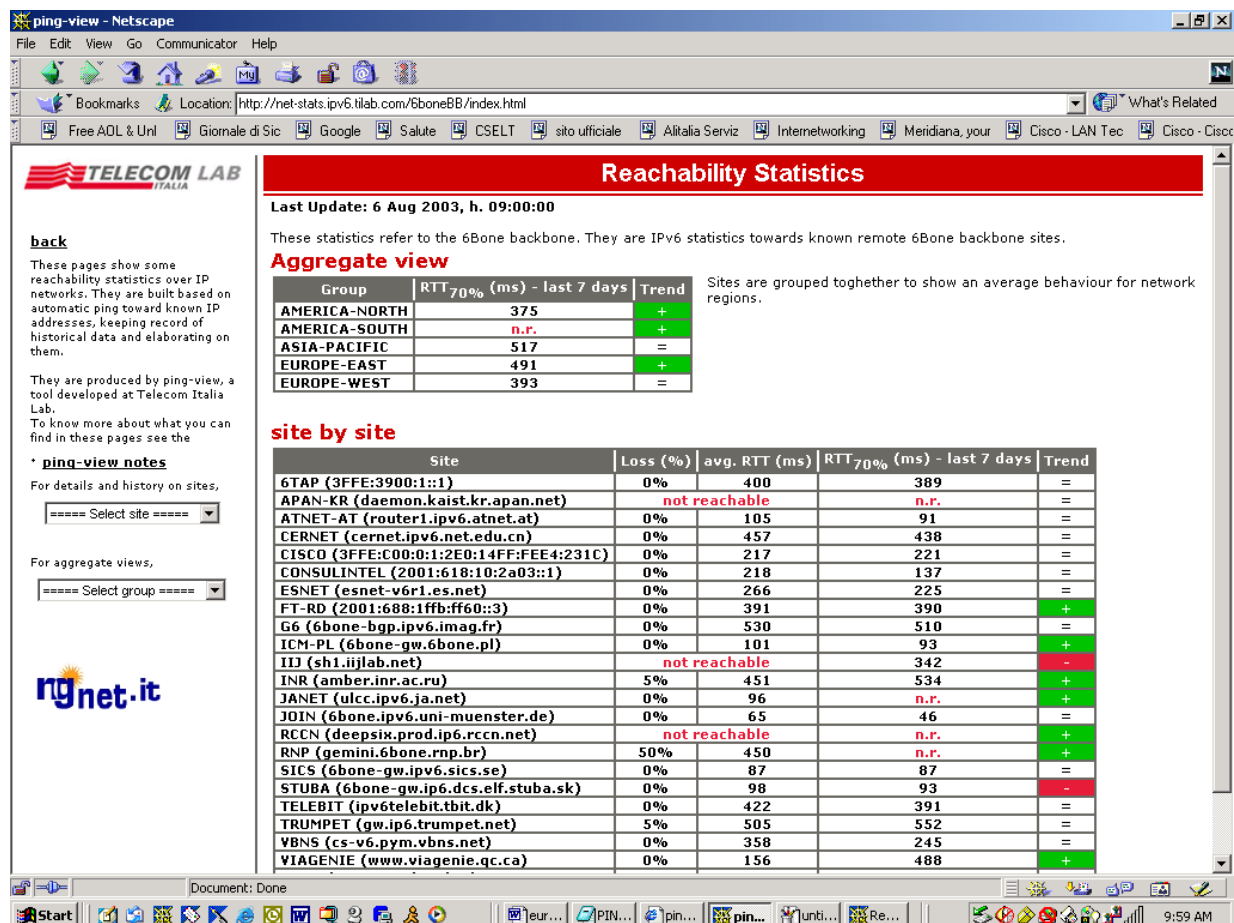 ping-view - Netscape
File Edit View Go Communicator Help
My
N
Bookmarks Location: http://net-stats.ipv6.tilab.com/6boneBB/index.html What's Related
Free AOL & Unl Giornale di Sic Google Salute CSELT sito ufficiale Alitalia Serviz Internetworking Meridiana, your Cisco - LAN Tec Cisco - Cisco
TELECOM LAB
ITALIA
back
These pages show some
reachability statistics over IP
networks. They are built based on
automatic ping toward known IP
addresses, keeping record of
historical data and elaborating on
them.
They are produced by ping-view, a
tool developed at Telecom Italia
Lab.
To know more about what you can
find in these pages see the
· ping-view notes
For details and history on sites,
===== Select site =====
For aggregate views,
===== Select group =====
ngnet.it
Reachability Statistics
Last Update: 6 Aug 2003, h. 09:00:00
These statistics refer to the 6Bone backbone. They are IPv6 statistics towards known remote 6Bone backbone sites.
Aggregate view
Group RTT70% (ms) - last 7 days Trend
AMERICA-NORTH 375 +
AMERICA-SOUTH n.r. +
ASIA-PACIFIC 517 =
EUROPE-EAST 491 +
EUROPE-WEST 393 =
Sites are grouped toghether to show an average behaviour for network
regions.
site by site
Site Loss (%) avg. RTT (ms) RTT70% (ms) - last 7 days Trend
6TAP (3FFE:3900:1::1) 0% 400 389 =
APAN-KR (daemon.kaist.kr.apan.net) not reachable n.r. =
ATNET-AT (router1.ipv6.atnet.at) 0% 105 91 =
CERNET (cernet.ipv6.net.edu.cn) 0% 457 438 =
CISCO (3FFE:C00:0:1:2E0:14FF:FEE4:231C) 0% 217 221 =
CONSULINTEL (2001:618:10:2a03::1) 0% 218 137 =
ESNET (esnet-v6r1.es.net) 0% 266 225 =
FT-RD (2001:688:1ffb:ff60::3) 0% 391 390 +
G6 (6bone-bgp.ipv6.imag.fr) 0% 530 510 =
ICM-PL (6bone-gw.6bone.pl) 0% 101 93 +
IIJ (sh1.iijlab.net) not reachable 342 -
INR (amber.inr.ac.ru) 5% 451 534 +
JANET (ulcc.ipv6.ja.net) 0% 96 n.r. +
JOIN (6bone.ipv6.uni-muenster.de) 0% 65 46 =
RCCN (deepsix.prod.ip6.rccn.net) not reachable n.r. +
RNP (gemini.6bone.rnp.br) 50% 450 n.r. +
SICS (6bone-gw.ipv6.sics.se) 0% 87 87 =
STUBA (6bone-gw.ip6.dcs.elf.stuba.sk) 0% 98 93 -
TELEBIT (ipv6telebit.tbit.dk) 0% 422 391 =
TRUMPET (gw.ip6.trumpet.net) 5% 505 552 =
VBNS (cs-v6.pym.vbns.net) 0% 358 245 =
VIAGENIE (www.viagenie.qc.ca) 0% 156 488 +
Document: Done
Start eur... PIN... pin... pin... unti... Re... 9:59 AM